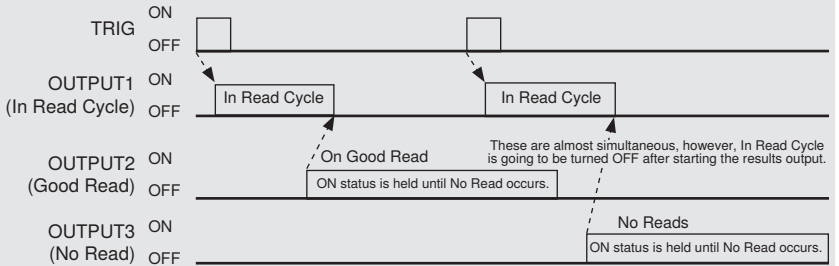 ON
TRIG
OFF
OUTPUT1 ON
(In Read Cycle) OFF
In Read Cycle
In Read Cycle
These are almost simultaneous, however, In Read Cycle
is going to be turned OFF after starting the results output.
OUTPUT2 ON
(Good Read) OFF
On Good Read
ON status is held until No Read occurs.
OUTPUT3 ON
(No Read) OFF
No Reads
ON status is held until No Read occurs.